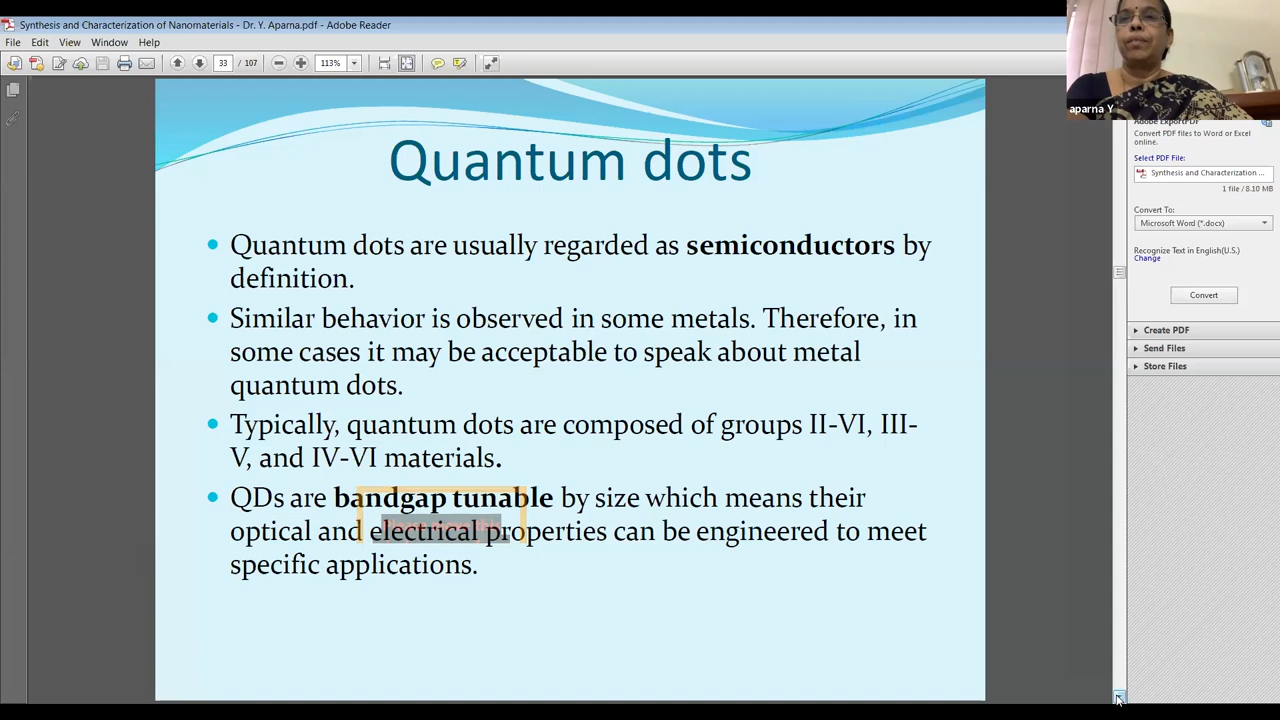 Synthesis and Characterization of Nanomaterials - Dr. Y. Aparna.pdf - Adobe Reader
File Edit View Window Help
33 / 107 113%
aparna Y
Quantum dots
Quantum dots are usually regarded as semiconductors by
definition.
Similar behavior is observed in some metals. Therefore, in
some cases it may be acceptable to speak about metal
quantum dots.
Typically, quantum dots are composed of groups II-VI, III-
V, and IV-VI materials.
QDs are bandgap tunable by size which means their
optical and electrical properties can be engineered to meet
specific applications.
Adobe ExportPDF
Convert PDF files to Word or Excel
online.
Select PDF File:
Synthesis and Characterization ...
1 file / 8.10 MB
Convert To:
Microsoft Word (*.docx)
Recognize Text in English(U.S.)
Change
Convert
Create PDF
Send Files
Store Files